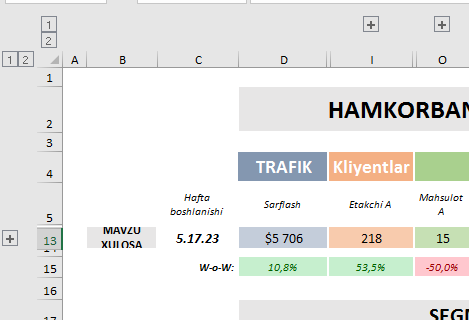 1
2
1 2
A B C D I O
1
2 HAMKORBAN
3
4 TRAFIK Kliyentlar
5 Hafta boshlanishi Sarflash Etakchi A Mahsulot A
13 MAVZU XULOSA 5.17.23 $5 706 218 15
15 W-o-W: 10,8% 53,5% -50,0%
16
17 SEGM